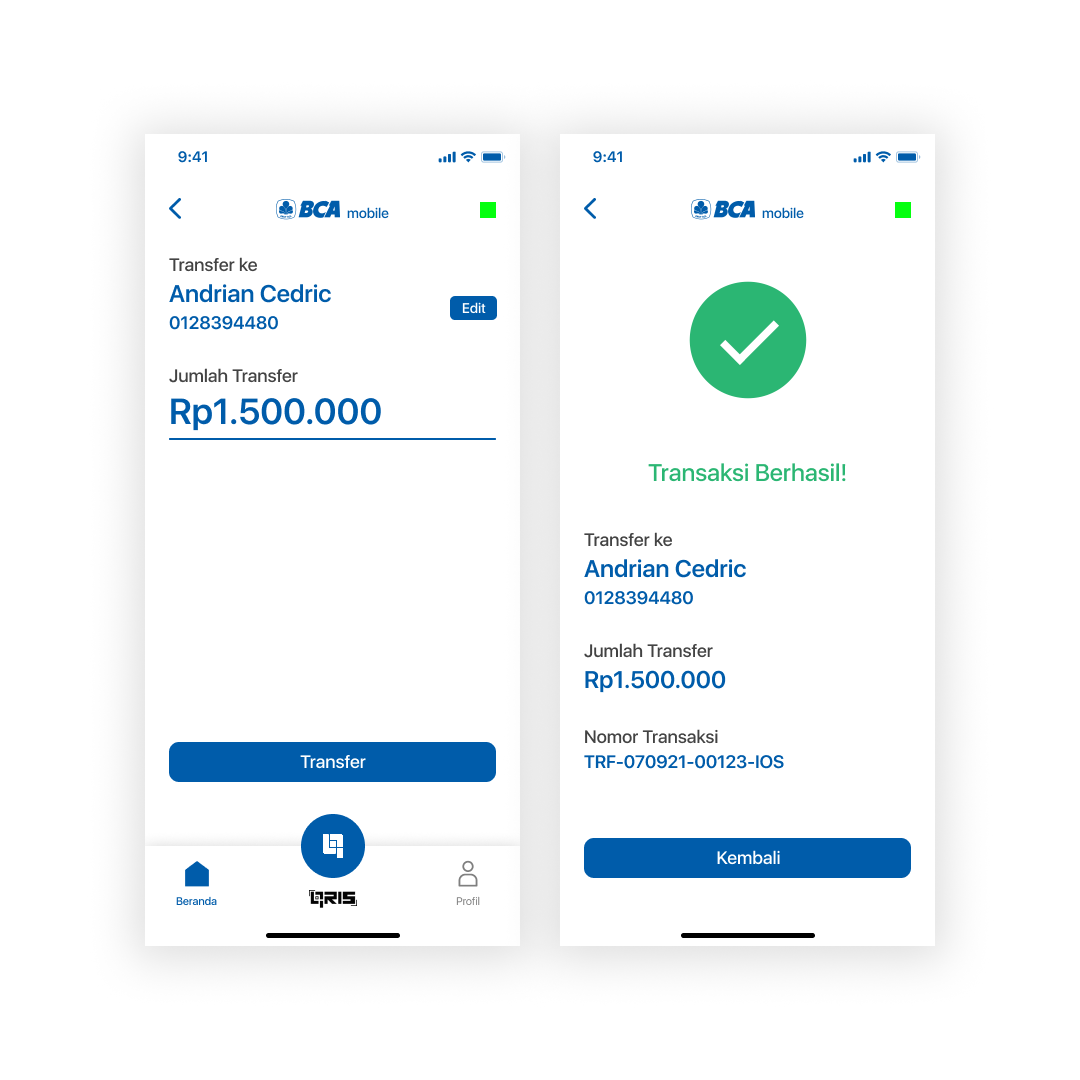 9:41
BCA mobile
Transfer ke
Andrian Cedric
0128394480
Edit
Jumlah Transfer
Rp1.500.000
Transfer
QRIS
Beranda
Profil
9:41
BCA mobile
Transaksi Berhasil!
Transfer ke
Andrian Cedric
0128394480
Jumlah Transfer
Rp1.500.000
Nomor Transaksi
TRF-070921-00123-IOS
Kembali